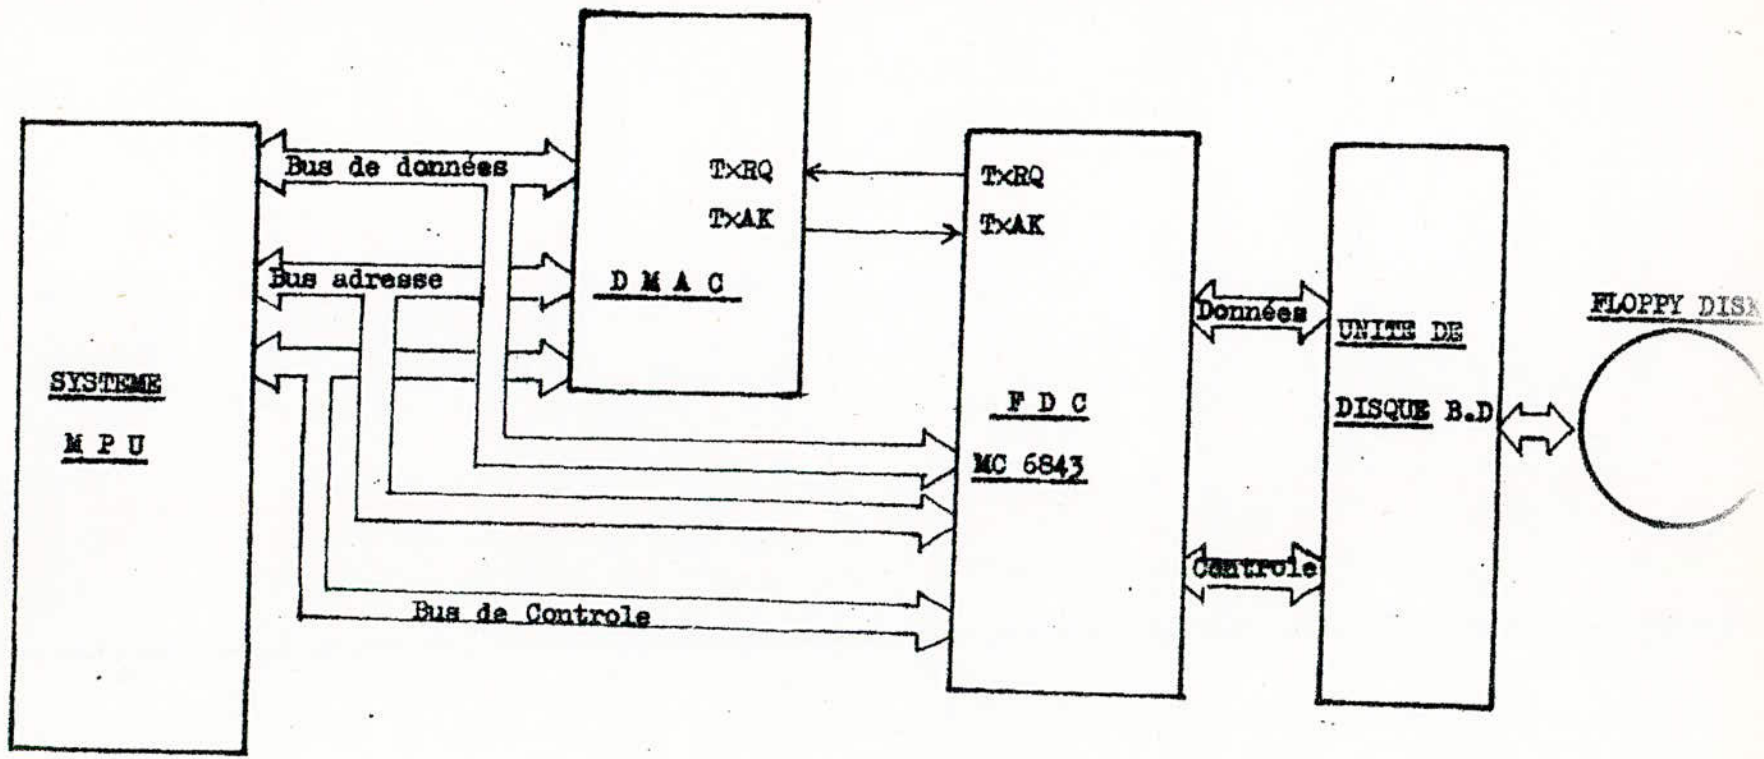 Bus de données
Bus adresse
SYSTEME
M P U
TxRQ
TxAK
D M A C
TxRQ
TxAK
F D C
MC 6843
Bus de Controle
Données
Controle
UNITE DE
DISQUE B.D
FLOPPY DISK